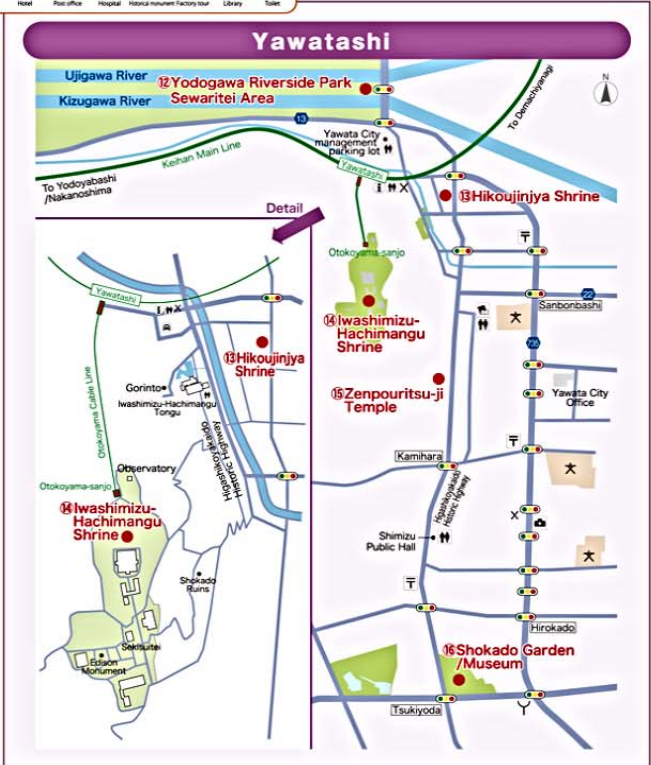 Hotel Post office Hospital Historical monument Factory tour Library Toilet
Yawatashi
Ujigawa River
Kizugawa River
⑫Yodogawa Riverside Park
Sewaritei Area
N
13
To Demachiyanagi
Yawata City
management
parking lot
Keihan Main Line
Yawatashi
To Yodoyabashi
/Nakanoshima
⑬Hikoujinjya Shrine
Otokoyama-sanjo
22
Sanbonbashi
⑭Iwashimizu-
Hachimangu
Shrine
735
⑮Zenpouritsu-ji
Temple
Yawata City
Office
Kamihara
Higashikoyakaido
Historic Highway
Shimizu
Public Hall
Hirokado
⑯Shokado Garden
/Museum
Tsukiyoda
Detail
Yawatashi
⑬Hikoujinjya
Shrine
Otokoyama Cable Line
Gorinto
Iwashimizu-Hachimangu
Tongu
Higashikoyakaido
Historic Highway
Observatory
Otokoyama-sanjo
⑭Iwashimizu-
Hachimangu
Shrine
Shokado
Ruins
Sekisuitei
Edison
Monument